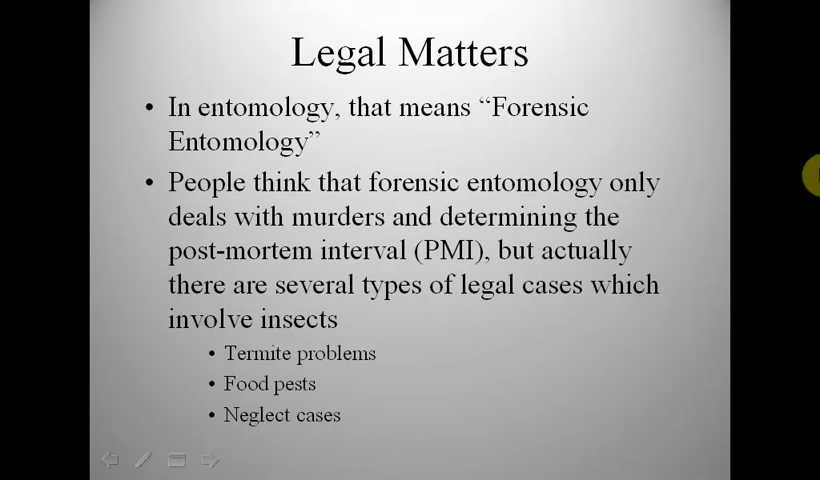 Legal Matters
• In entomology, that means “Forensic
Entomology”
• People think that forensic entomology only
deals with murders and determining the
post-mortem interval (PMI), but actually
there are several types of legal cases which
involve insects
• Termite problems
• Food pests
• Neglect cases